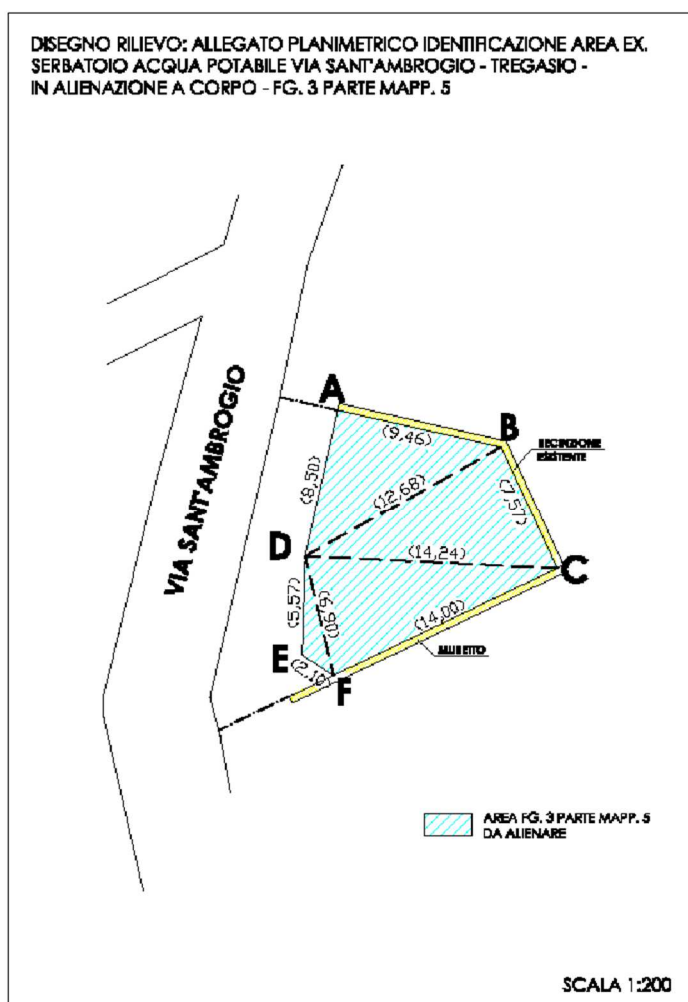 DISEGNO RILIEVO: ALLEGATO PLANIMETRICO IDENTIFICAZIONE AREA EX.
SERBATOIO ACQUA POTABILE VIA SANT'AMBROGIO - TREGASIO -
IN ALIENAZIONE A CORPO - FG. 3 PARTE MAPP. 5
VIA SANT'AMBROGIO
A
(9,46)
B
RECINZIONE
ESISTENTE
(8,50)
(12,68)
(7,57)
D
(14,24)
C
(5,57)
(6,90)
(14,00)
MURETTO
E
(2,10)
F
AREA FG. 3 PARTE MAPP. 5
DA ALIENARE
SCALA 1:200